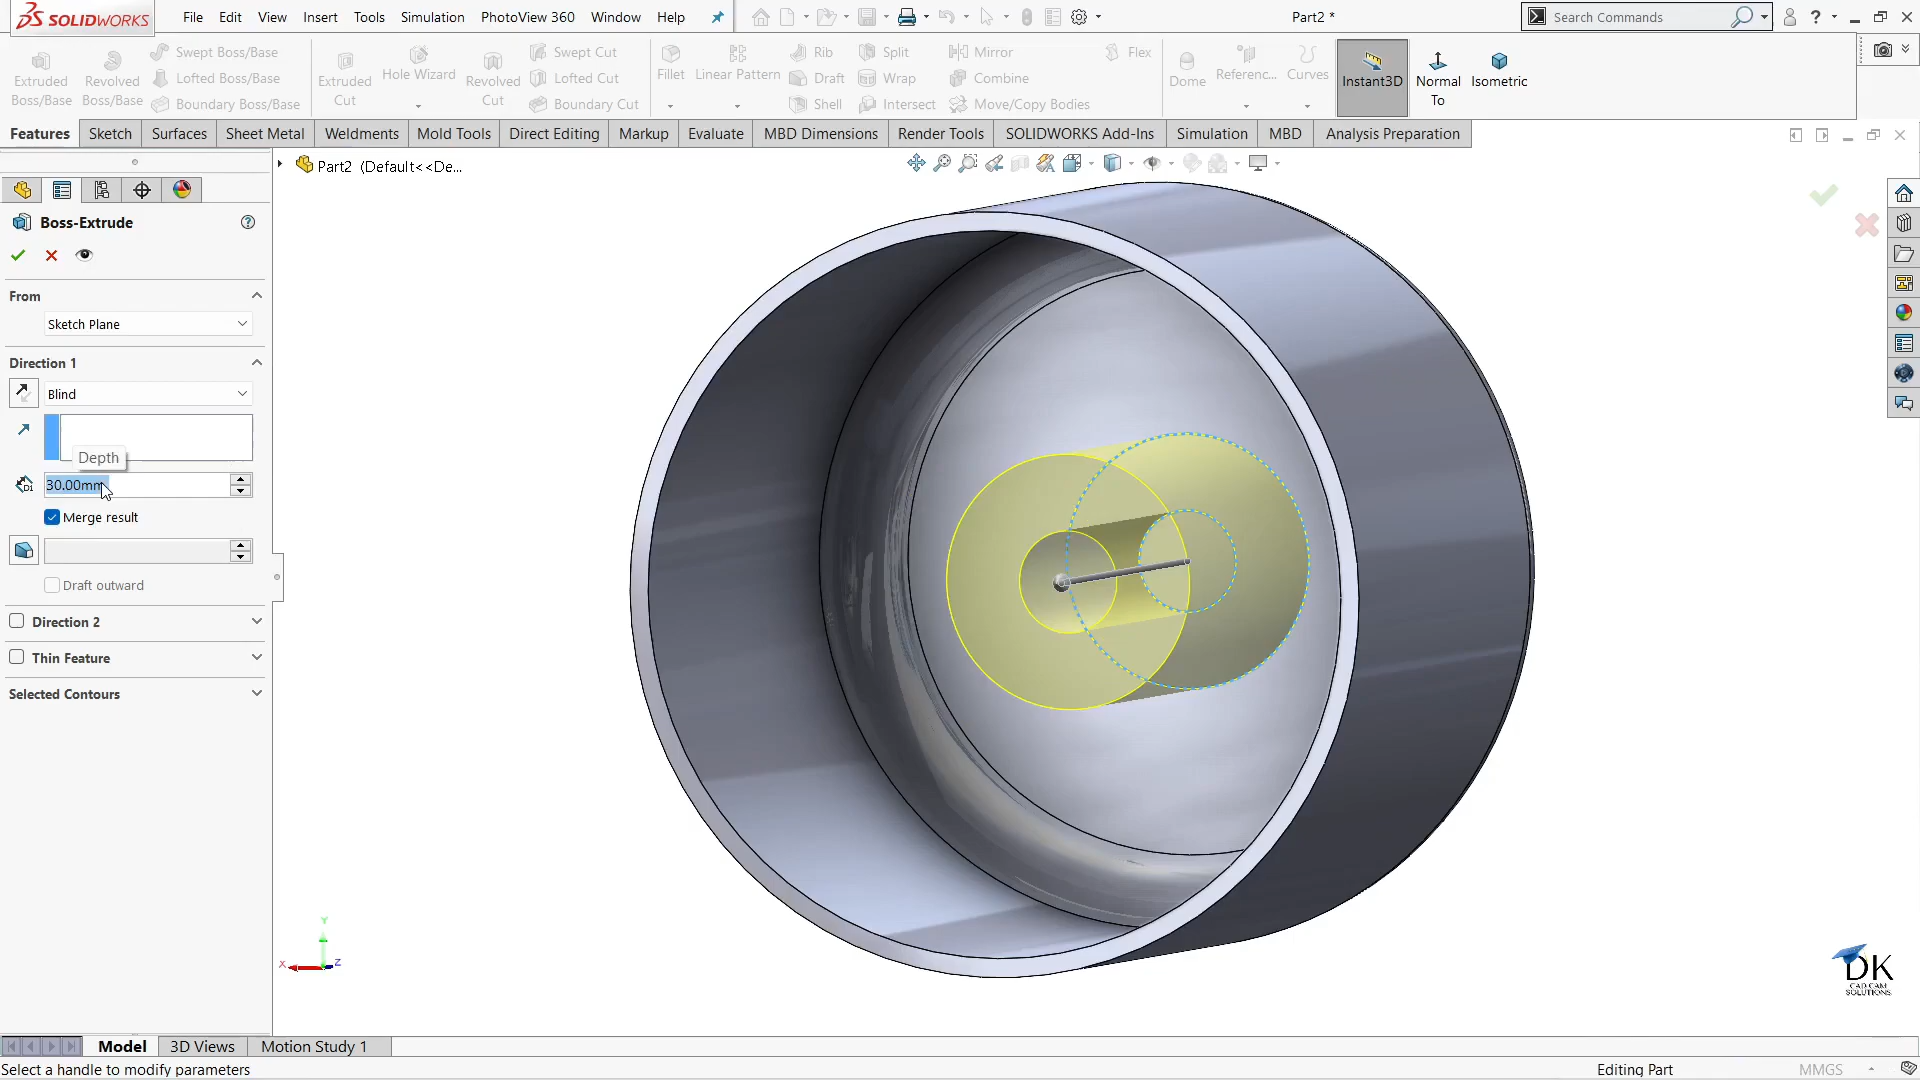 SOLIDWORKS
File Edit View Insert Tools Simulation PhotoView 360 Window Help
Part2 *
Search Commands
Extruded Boss/Base
Revolved Boss/Base
Swept Boss/Base
Lofted Boss/Base
Boundary Boss/Base
Extruded Cut
Hole Wizard
Revolved Cut
Swept Cut
Lofted Cut
Boundary Cut
Fillet
Linear Pattern
Rib
Draft
Shell
Split
Wrap
Intersect
Mirror
Combine
Move/Copy Bodies
Flex
Dome
Referenc...
Curves
Instant3D
Normal To
Isometric
Features Sketch Surfaces Sheet Metal Weldments Mold Tools Direct Editing Markup Evaluate MBD Dimensions Render Tools SOLIDWORKS Add-Ins Simulation MBD Analysis Preparation
Part2 (Default<<De...
Boss-Extrude
From
Sketch Plane
Direction 1
Blind
Depth
30.00mm
Merge result
Draft outward
Direction 2
Thin Feature
Selected Contours
Y
X
Z
DK
CAD CAM
SOLUTIONS
Model 3D Views Motion Study 1
Select a handle to modify parameters
Editing Part
MMGS